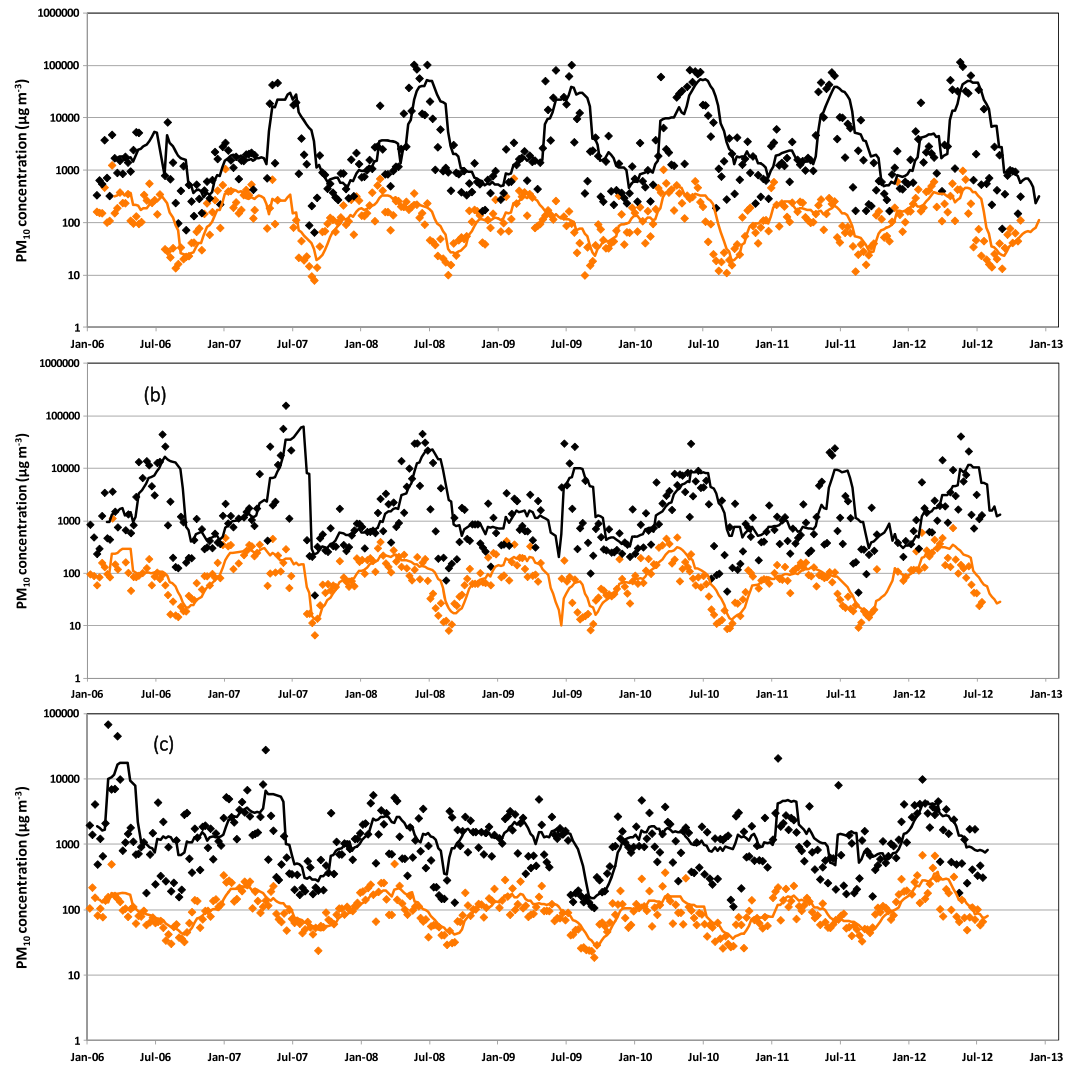 1000000
100000
10000
1000
100
10
1
PM10 concentration (µg m-3)
Jan-06 Jul-06 Jan-07 Jul-07 Jan-08 Jul-08 Jan-09 Jul-09 Jan-10 Jul-10 Jan-11 Jul-11 Jan-12 Jul-12 Jan-13
(b)
1000000
100000
10000
1000
100
10
1
PM10 concentration (µg m-3)
Jan-06 Jul-06 Jan-07 Jul-07 Jan-08 Jul-08 Jan-09 Jul-09 Jan-10 Jul-10 Jan-11 Jul-11 Jan-12 Jul-12 Jan-13
(c)
100000
10000
1000
100
10
1
PM10 concentration (µg m-3)
Jan-06 Jul-06 Jan-07 Jul-07 Jan-08 Jul-08 Jan-09 Jul-09 Jan-10 Jul-10 Jan-11 Jul-11 Jan-12 Jul-12 Jan-13